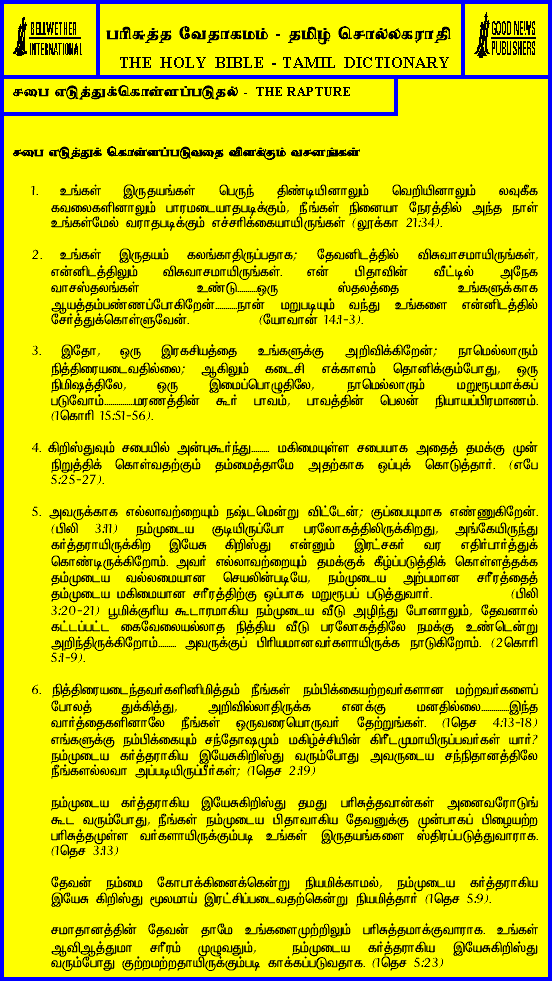 BELLWETHER
INTERNATIONAL
பரிசுத்த வேதாகமம் - தமிழ் சொல்லகராதி
THE HOLY BIBLE - TAMIL DICTIONARY
GOOD NEWS
PUBLISHERS
சபை எடுத்துக்கொள்ளப்படுதல் - THE RAPTURE
சபை எடுத்துக் கொள்ளப்படுவதை விளக்கும் வசனங்கள்
1. உங்கள் இருதயங்கள் பெருந் திண்டியினாலும் வெறியினாலும் லவுகீக
கவலைகளினாலும் பாரமடையாதபடிக்கும், நீங்கள் நினையா நேரத்தில் அந்த நாள்
உங்கள்மேல் வராதபடிக்கும் எச்சரிக்கையாயிருங்கள் (லூக்கா 21:34).
2. உங்கள் இருதயம் கலங்காதிருப்பதாக; தேவனிடத்தில் விசுவாசமாயிருங்கள்,
என்னிடத்திலும் விசுவாசமாயிருங்கள். என் பிதாவின் வீட்டில் அநேக
வாசஸ்தலங்கள் உண்டு.........ஒரு ஸ்தலத்தை உங்களுக்காக
ஆயத்தம்பண்ணப்போகிறேன்..........நான் மறுபடியும் வந்து உங்களை என்னிடத்தில்
சேர்த்துக்கொள்ளுவேன். (யோவான் 14:1-3).
3. இதோ, ஒரு இரகசியத்தை உங்களுக்கு அறிவிக்கிறேன்; நாமெல்லாரும்
நித்திரையடைவதில்லை; ஆகிலும் கடைசி எக்காளம் தொனிக்கும்போது, ஒரு
நிமிஷத்திலே, ஒரு இமைப்பொழுதிலே, நாமெல்லாரும் மறுரூபமாக்கப்
படுவோம்.............மரணத்தின் கூர் பாவம், பாவத்தின் பெலன் நியாயப்பிரமாணம்.
(1கொரி 15:51-56).
4. கிறிஸ்துவும் சபையில் அன்புகூர்ந்து......... மகிமையுள்ள சபையாக அதைத் தமக்கு முன்
நிறுத்திக் கொள்வதற்கும் தம்மைத்தாமே அதற்காக ஒப்புக் கொடுத்தார். (எபே
5:25-27).
5. அவருக்காக எல்லாவற்றையும் நஷ்டமென்று விட்டேன்; குப்பையுமாக எண்ணுகிறேன்.
(பிலி 3:11) நம்முடைய குடியிருப்போ பரலோகத்திலிருக்கிறது, அங்கேயிருந்து
கர்த்தராயிருக்கிற இயேசு கிறிஸ்து என்னும் இரட்சகர் வர எதிர்பார்த்துக்
கொண்டிருக்கிறோம். அவர் எல்லாவற்றையும் தமக்குக் கீழ்ப்படுத்திக் கொள்ளத்தக்க
தம்முடைய வல்லமையான செயலின்படியே, நம்முடைய அற்பமான சரீரத்தைத்
தம்முடைய மகிமையான சரீரத்திற்கு ஒப்பாக மறுரூபப் படுத்துவார். (பிலி
3:20-21) பூமிக்குரிய கூடாரமாகிய நம்முடைய வீடு அழிந்து போனாலும், தேவனால்
கட்டப்பட்ட கைவேலையல்லாத நித்திய வீடு பரலோகத்திலே நமக்கு உண்டென்று
அறிந்திருக்கிறோம்......... அவருக்குப் பிரியமானவர்களாயிருக்க நாடுகிறோம். (2கொரி
5:1-9).
6. நித்திரையடைந்தவர்களினிமித்தம் நீங்கள் நம்பிக்கையற்றவர்களான மற்றவர்களைப்
போலத் துக்கித்து, அறிவில்லாதிருக்க எனக்கு மனதில்லை.............இந்த
வார்த்தைகளினாலே நீங்கள் ஒருவரையொருவர் தேற்றுங்கள். (1தெச 4:13-18)
எங்களுக்கு நம்பிக்கையும் சந்தோஷமும் மகிழ்ச்சியின் கிரீடமுமாயிருப்பவர்கள் யார்?
நம்முடைய கர்த்தராகிய இயேசுகிறிஸ்து வரும்போது அவருடைய சந்நிதானத்திலே
நீங்களல்லவா அப்படியிருப்பீர்கள்; (1தெச 2:19)
நம்முடைய கர்த்தராகிய இயேசுகிறிஸ்து தமது பரிசுத்தவான்கள் அனைவரோடுங்
கூட வரும்போது, நீங்கள் நம்முடைய பிதாவாகிய தேவனுக்கு முன்பாகப் பிழையற்ற
பரிசுத்தமுள்ள வர்களாயிருக்கும்படி உங்கள் இருதயங்களை ஸ்திரப்படுத்துவாராக.
(1தெச 3:13)
தேவன் நம்மை கோபாக்கினைக்கென்று நியமிக்காமல், நம்முடைய கர்த்தராகிய
இயேசு கிறிஸ்து மூலமாய் இரட்சிப்படைவதற்கென்று நியமித்தார் (1தெச 5:9).
சமாதானத்தின் தேவன் தாமே உங்களைமுற்றிலும் பரிசுத்தமாக்குவாராக. உங்கள்
ஆவிஆத்துமா சரீரம் முழுவதும், நம்முடைய கர்த்தராகிய இயேசுகிறிஸ்து
வரும்போது குற்றமற்றதாயிருக்கும்படி காக்கப்படுவதாக. (1தெச 5:23)